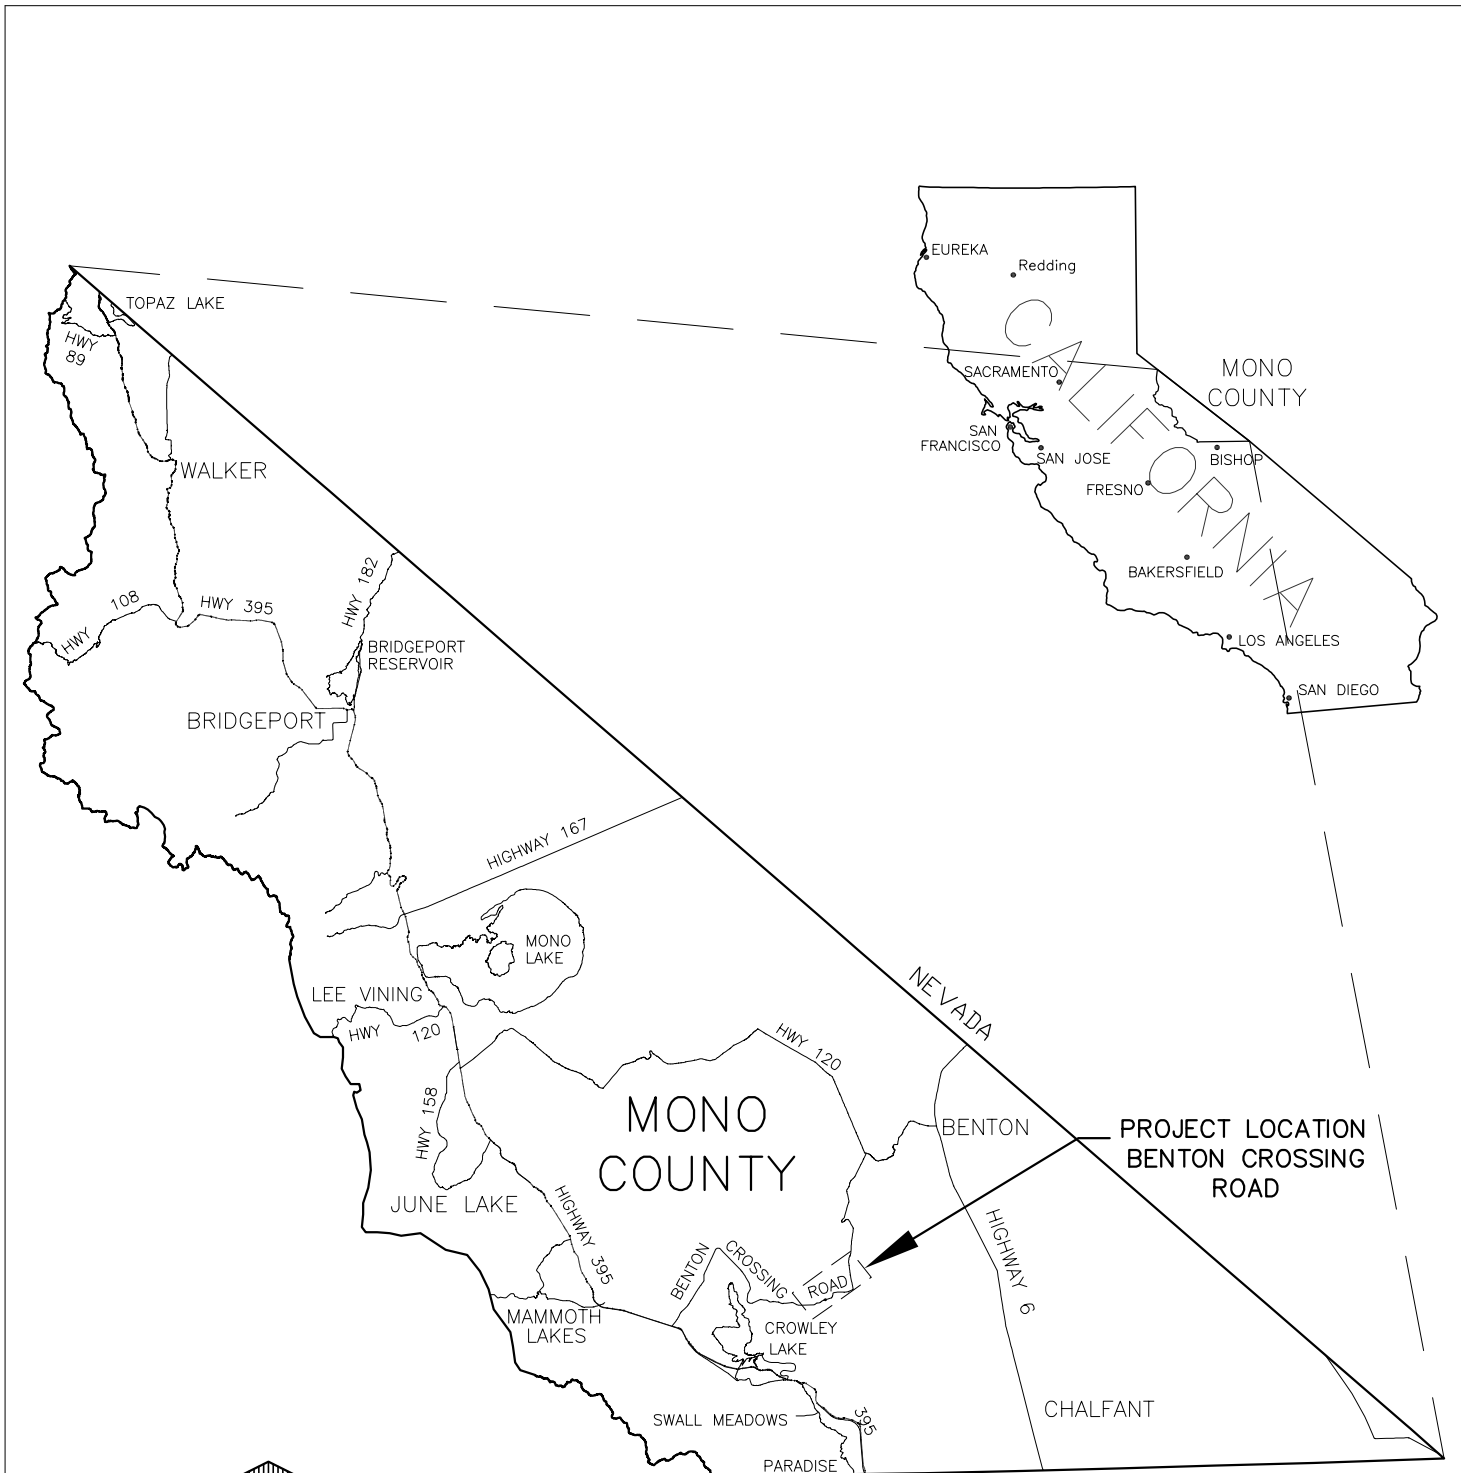 EUREKA
Redding
CALIFORNIA
SACRAMENTO
MONO
COUNTY
SAN
FRANCISCO
SAN JOSE
BISHOP
FRESNO
BAKERSFIELD
LOS ANGELES
SAN DIEGO
TOPAZ LAKE
HWY
89
WALKER
HWY 182
HWY 108
HWY 395
BRIDGEPORT
RESERVOIR
BRIDGEPORT
HIGHWAY 167
MONO
LAKE
NEVADA
LEE VINING
HWY 120
HWY 120
HWY 158
MONO
COUNTY
BENTON
PROJECT LOCATION
BENTON CROSSING
ROAD
JUNE LAKE
HIGHWAY 395
BENTON CROSSING ROAD
HIGHWAY 6
MAMMOTH
LAKES
CROWLEY
LAKE
CHALFANT
SWALL MEADOWS
395
PARADISE